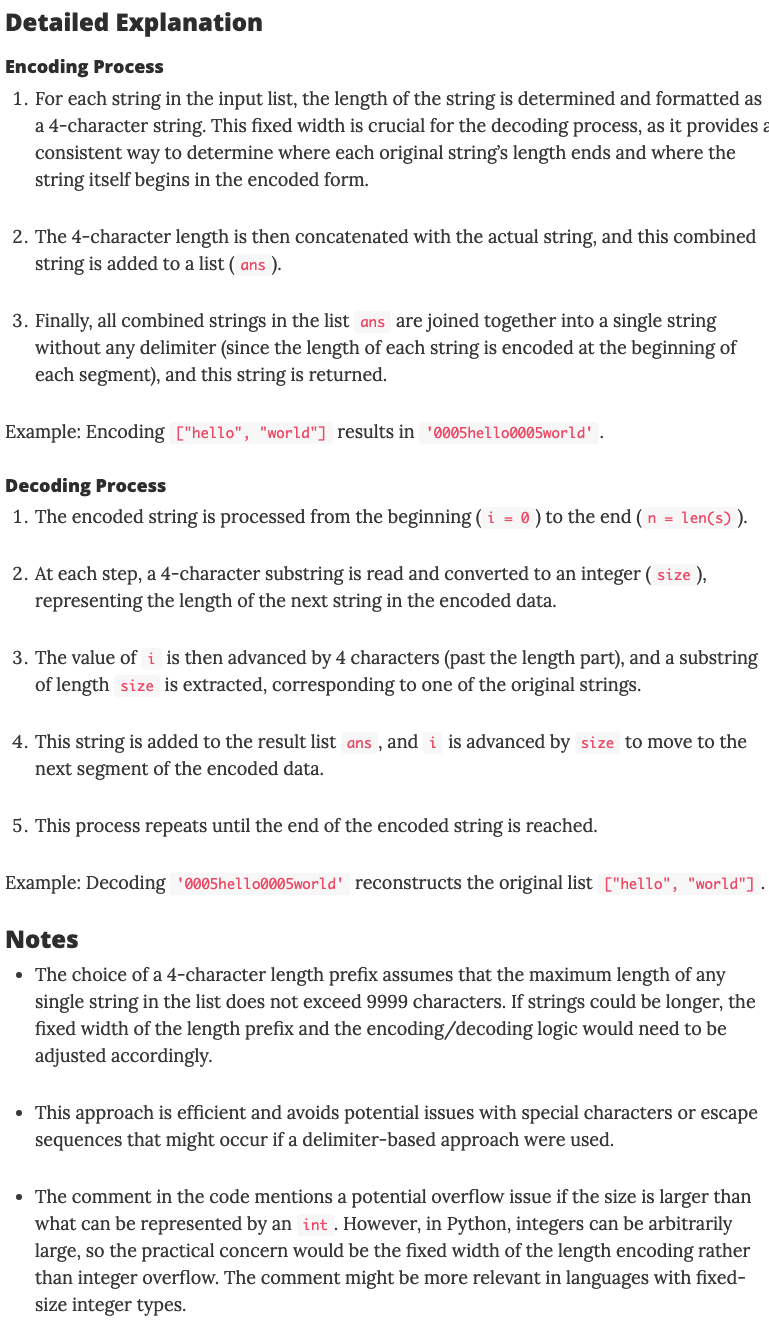 Detailed Explanation
Encoding Process
1. For each string in the input list, the length of the string is determined and formatted as
a 4-character string. This fixed width is crucial for the decoding process, as it provides a
consistent way to determine where each original string's length ends and where the
string itself begins in the encoded form.
2. The 4-character length is then concatenated with the actual string, and this combined
string is added to a list ( ans ).
3. Finally, all combined strings in the list ans are joined together into a single string
without any delimiter (since the length of each string is encoded at the beginning of
each segment), and this string is returned.
Example: Encoding ["hello", "world"] results in '0005hello0005world' .
Decoding Process
1. The encoded string is processed from the beginning ( i = 0 ) to the end ( n = len(s) ).
2. At each step, a 4-character substring is read and converted to an integer ( size ),
representing the length of the next string in the encoded data.
3. The value of i is then advanced by 4 characters (past the length part), and a substring
of length size is extracted, corresponding to one of the original strings.
4. This string is added to the result list ans , and i is advanced by size to move to the
next segment of the encoded data.
5. This process repeats until the end of the encoded string is reached.
Example: Decoding '0005hello0005world' reconstructs the original list ["hello", "world"] .
Notes
• The choice of a 4-character length prefix assumes that the maximum length of any
single string in the list does not exceed 9999 characters. If strings could be longer, the
fixed width of the length prefix and the encoding/decoding logic would need to be
adjusted accordingly.
• This approach is efficient and avoids potential issues with special characters or escape
sequences that might occur if a delimiter-based approach were used.
• The comment in the code mentions a potential overflow issue if the size is larger than
what can be represented by an int . However, in Python, integers can be arbitrarily
large, so the practical concern would be the fixed width of the length encoding rather
than integer overflow. The comment might be more relevant in languages with fixed-
size integer types.